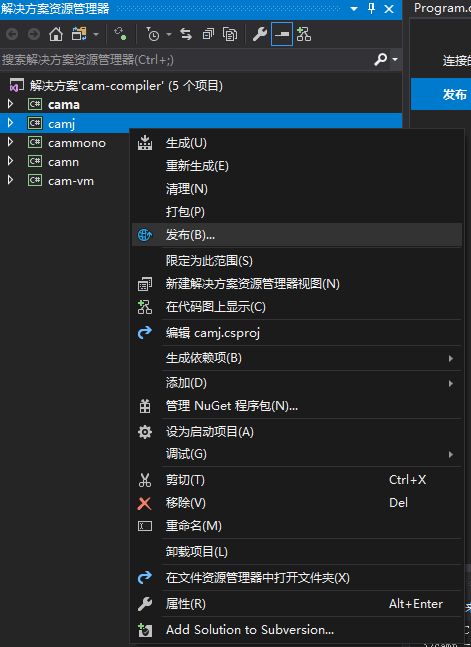 解决方案资源管理器
Program.c
搜索解决方案资源管理器(Ctrl+;)
连接的
发布
解决方案'cam-compiler' (5 个项目)
C# cama
C# camj
C# cammono
C# camn
C# cam-vm
生成(U)
重新生成(E)
清理(N)
打包(P)
发布(B)...
限定为此范围(S)
新建解决方案资源管理器视图(N)
在代码图上显示(C)
编辑 camj.csproj
生成依赖项(B)
添加(D)
管理 NuGet 程序包(N)...
设为启动项目(A)
调试(G)
剪切(T) Ctrl+X
移除(V) Del
重命名(M)
卸载项目(L)
在文件资源管理器中打开文件夹(X)
属性(R) Alt+Enter
Add Solution to Subversion...